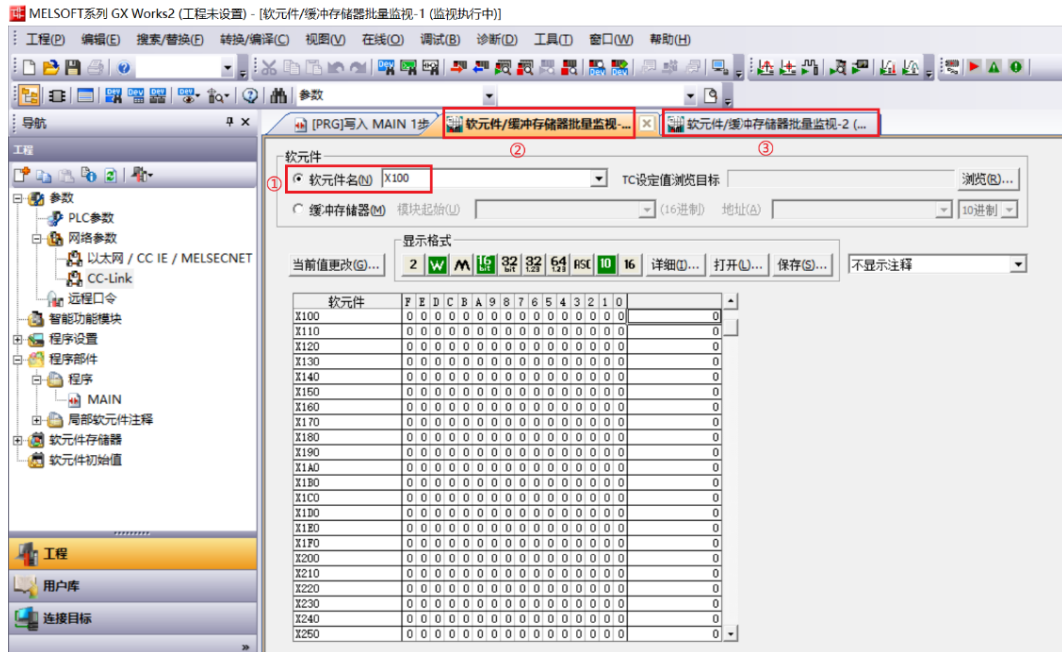 MELSOFT系列 GX Works2 (工程未设置) - [软元件/缓冲存储器批量监视-1 (监视执行中)]
工程(P) 编辑(E) 搜索/替换(F) 转换/编译(C) 视图(V) 在线(O) 调试(B) 诊断(D) 工具(T) 窗口(W) 帮助(H)
参数
导航
[PRG]写入 MAIN 1步
软元件/缓冲存储器批量监视-...
软元件/缓冲存储器批量监视-2 (...
②
③
工程
参数
PLC参数
网络参数
以太网 / CC IE / MELSECNET
CC-Link
远程口令
智能功能模块
程序设置
程序部件
程序
MAIN
局部软元件注释
软元件存储器
软元件初始值
工程
用户库
连接目标
软元件
①
软元件名(N) X100 TC设定值浏览目标 浏览(R)...
缓冲存储器(M) 模块起始(U) (16进制) 地址(A) 10进制
显示格式
当前值更改(G)... 2 W M 16 bit 32 bit 32 1.23 64 1.23 ASC 10 16 详细(I)... 打开(L)... 保存(S)... 不显示注释
软元件 F E D C B A 9 8 7 6 5 4 3 2 1 0
X100 0 0 0 0 0 0 0 0 0 0 0 0 0 0 0 0 0
X110 0 0 0 0 0 0 0 0 0 0 0 0 0 0 0 0 0
X120 0 0 0 0 0 0 0 0 0 0 0 0 0 0 0 0 0
X130 0 0 0 0 0 0 0 0 0 0 0 0 0 0 0 0 0
X140 0 0 0 0 0 0 0 0 0 0 0 0 0 0 0 0 0
X150 0 0 0 0 0 0 0 0 0 0 0 0 0 0 0 0 0
X160 0 0 0 0 0 0 0 0 0 0 0 0 0 0 0 0 0
X170 0 0 0 0 0 0 0 0 0 0 0 0 0 0 0 0 0
X180 0 0 0 0 0 0 0 0 0 0 0 0 0 0 0 0 0
X190 0 0 0 0 0 0 0 0 0 0 0 0 0 0 0 0 0
X1A0 0 0 0 0 0 0 0 0 0 0 0 0 0 0 0 0 0
X1B0 0 0 0 0 0 0 0 0 0 0 0 0 0 0 0 0 0
X1C0 0 0 0 0 0 0 0 0 0 0 0 0 0 0 0 0 0
X1D0 0 0 0 0 0 0 0 0 0 0 0 0 0 0 0 0 0
X1E0 0 0 0 0 0 0 0 0 0 0 0 0 0 0 0 0 0
X1F0 0 0 0 0 0 0 0 0 0 0 0 0 0 0 0 0 0
X200 0 0 0 0 0 0 0 0 0 0 0 0 0 0 0 0 0
X210 0 0 0 0 0 0 0 0 0 0 0 0 0 0 0 0 0
X220 0 0 0 0 0 0 0 0 0 0 0 0 0 0 0 0 0
X230 0 0 0 0 0 0 0 0 0 0 0 0 0 0 0 0 0
X240 0 0 0 0 0 0 0 0 0 0 0 0 0 0 0 0 0
X250 0 0 0 0 0 0 0 0 0 0 0 0 0 0 0 0 0